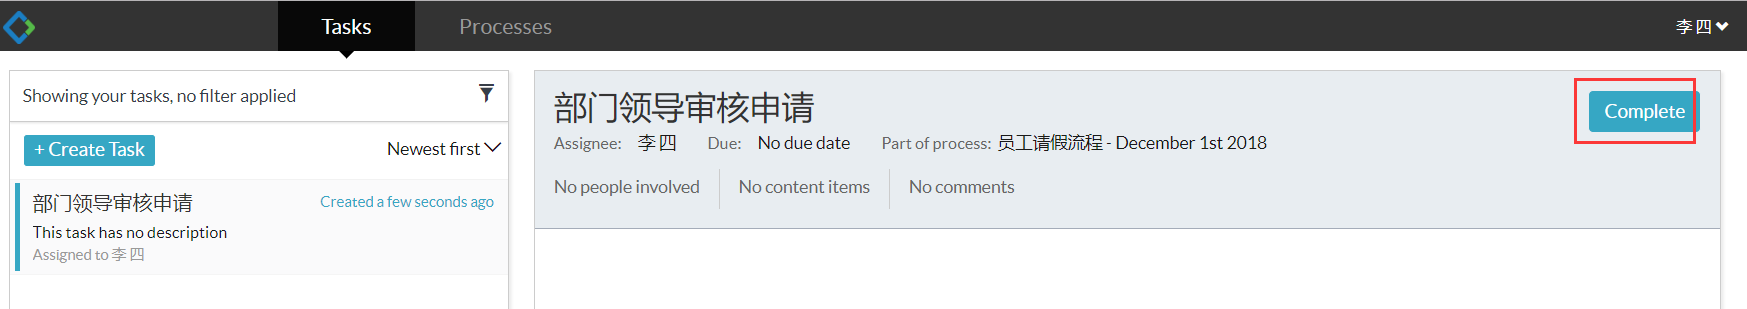 Tasks Processes 李 四
Showing your tasks, no filter applied
+ Create Task Newest first
部门领导审核申请 Created a few seconds ago
This task has no description
Assigned to 李 四
部门领导审核申请 Complete
Assignee: 李 四 Due: No due date Part of process: 员工请假流程 - December 1st 2018
No people involved No content items No comments